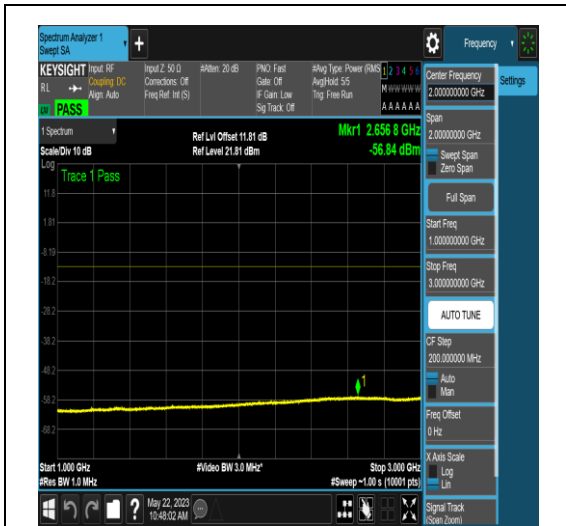 Spectrum Analyzer 1
Swept SA
+
Frequency
KEYSIGHT
Input: RF
Coupling: DC
Align: Auto
Input Z: 50 Ω
Corrections: Off
Freq Ref: Int (S)
#Atten: 20 dB
PNO: Fast
Gate: Off
IF Gain: Low
Sig Track: Off
#Avg Type: Power (RMS
Avg|Hold: 5/5
Trig: Free Run
1 2 3 4 5 6
M W W W W W
A A A A A A
R L
PASS
1 Spectrum
Scale/Div 10 dB
Ref Lvl Offset 11.81 dB
Ref Level 21.81 dBm
Mkr1 2.656 8 GHz
-56.84 dBm
Log
Trace 1 Pass
11.8
1.81
-8.19
-18.2
-28.2
-38.2
-48.2
-58.2
-68.2
1
Start 1.000 GHz
#Res BW 1.0 MHz
#Video BW 3.0 MHz*
Stop 3.000 GHz
#Sweep ~1.00 s (10001 pts)
May 22, 2023
10:48:02 AM
Settings
Center Frequency
2.000000000 GHz
Span
2.00000000 GHz
Swept Span
Zero Span
Full Span
Start Freq
1.000000000 GHz
Stop Freq
3.000000000 GHz
AUTO TUNE
CF Step
200.000000 MHz
Auto
Man
Freq Offset
0 Hz
X Axis Scale
Log
Lin
Signal Track
(Span Zoom)